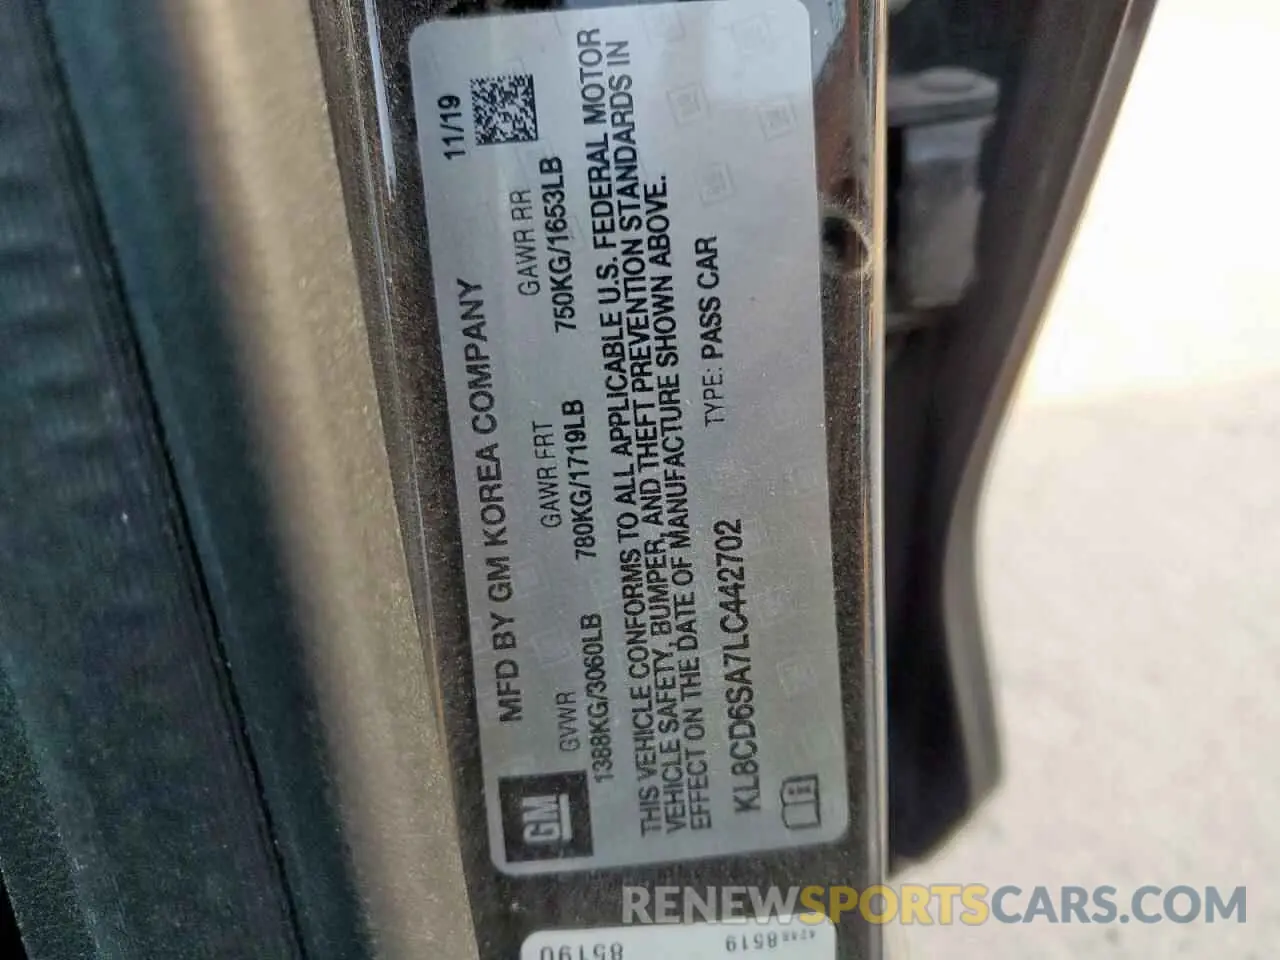 MFD BY GM KOREA COMPANY 11/19
GM
GVWR GAWR FRT GAWR RR
1388KG/3060LB 780KG/1719LB 750KG/1653LB
THIS VEHICLE CONFORMS TO ALL APPLICABLE U.S. FEDERAL MOTOR
VEHICLE SAFETY, BUMPER, AND THEFT PREVENTION STANDARDS IN
EFFECT ON THE DATE OF MANUFACTURE SHOWN ABOVE.
TYPE: PASS CAR
KL8CD6SA7LC442702
42488519
85190
RENEWSPORTSCARS.COM